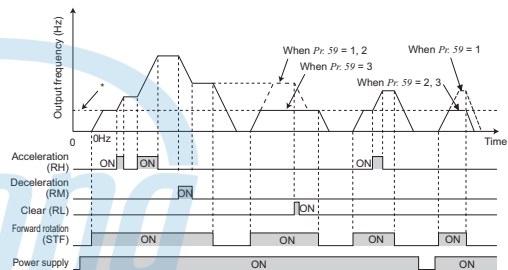 Output frequency (Hz)
*
When Pr. 59 = 1, 2
When Pr. 59 = 3
When Pr. 59 = 1
When Pr. 59 = 2, 3
0
0Hz
Time
Acceleration
(RH)
ON
ON
ON
Deceleration
(RM)
ON
Clear (RL)
ON
Forward rotation
(STF)
ON
ON
ON
ON
Power supply
ON
ON